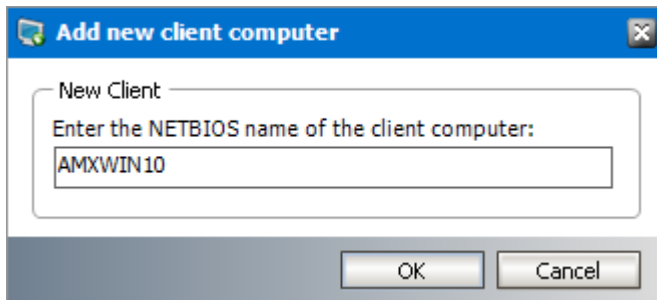 Add new client computer
New Client
Enter the NETBIOS name of the client computer:
AMXWIN10
OK Cancel